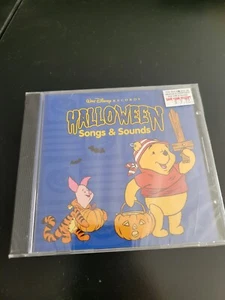 WALT DISNEY RECORDS
HALLOWEEN
Songs & Sounds